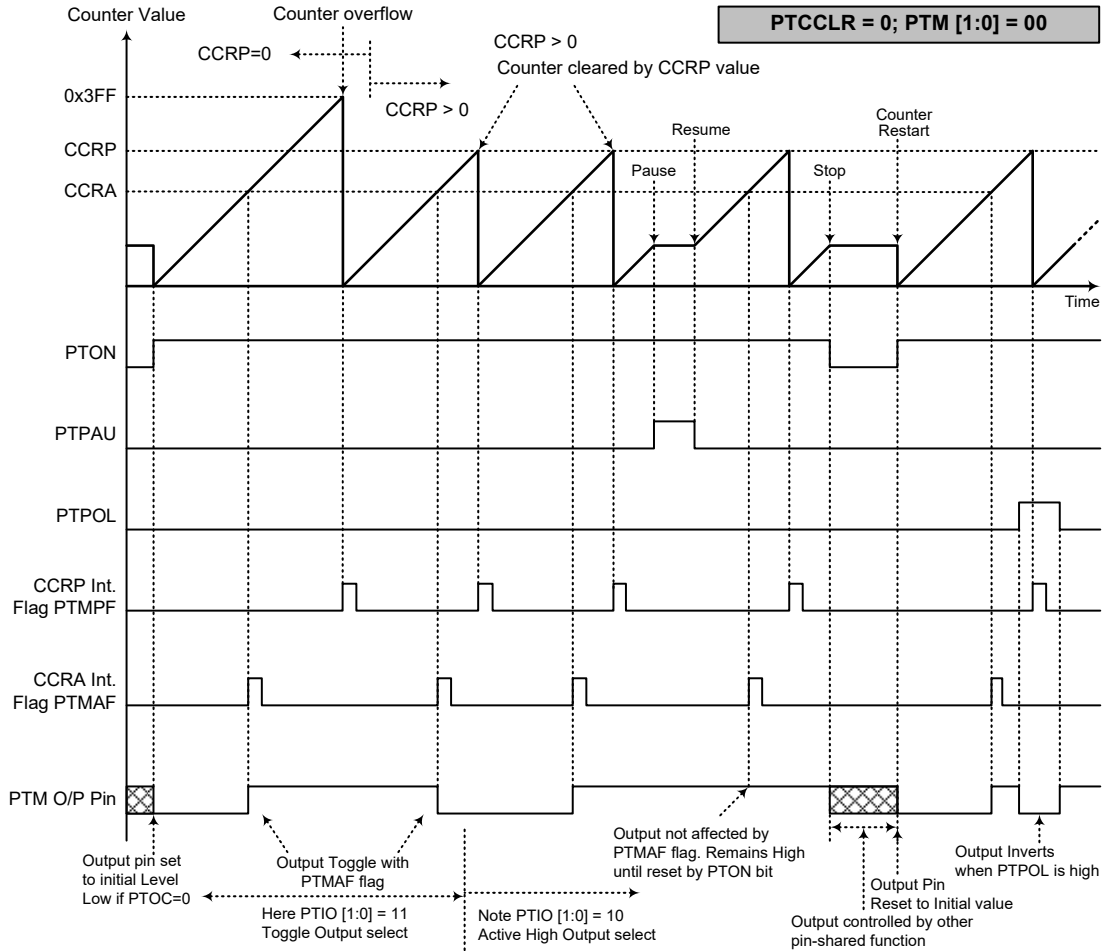 Counter Value
Counter overflow
PTCCLR = 0; PTM [1:0] = 00
CCRP=0
CCRP > 0
CCRP > 0
Counter cleared by CCRP value
0x3FF
CCRP
CCRA
Pause
Resume
Stop
Counter
Restart
Time
PTON
PTPAU
PTPOL
CCRP Int.
Flag PTMPF
CCRA Int.
Flag PTMAF
PTM O/P Pin
Output pin set
to initial Level
Low if PTOC=0
Output Toggle with
PTMAF flag
Here PTIO [1:0] = 11
Toggle Output select
Note PTIO [1:0] = 10
Active High Output select
Output not affected by
PTMAF flag. Remains High
until reset by PTON bit
Output Pin
Reset to Initial value
Output controlled by other
pin-shared function
Output Inverts
when PTPOL is high